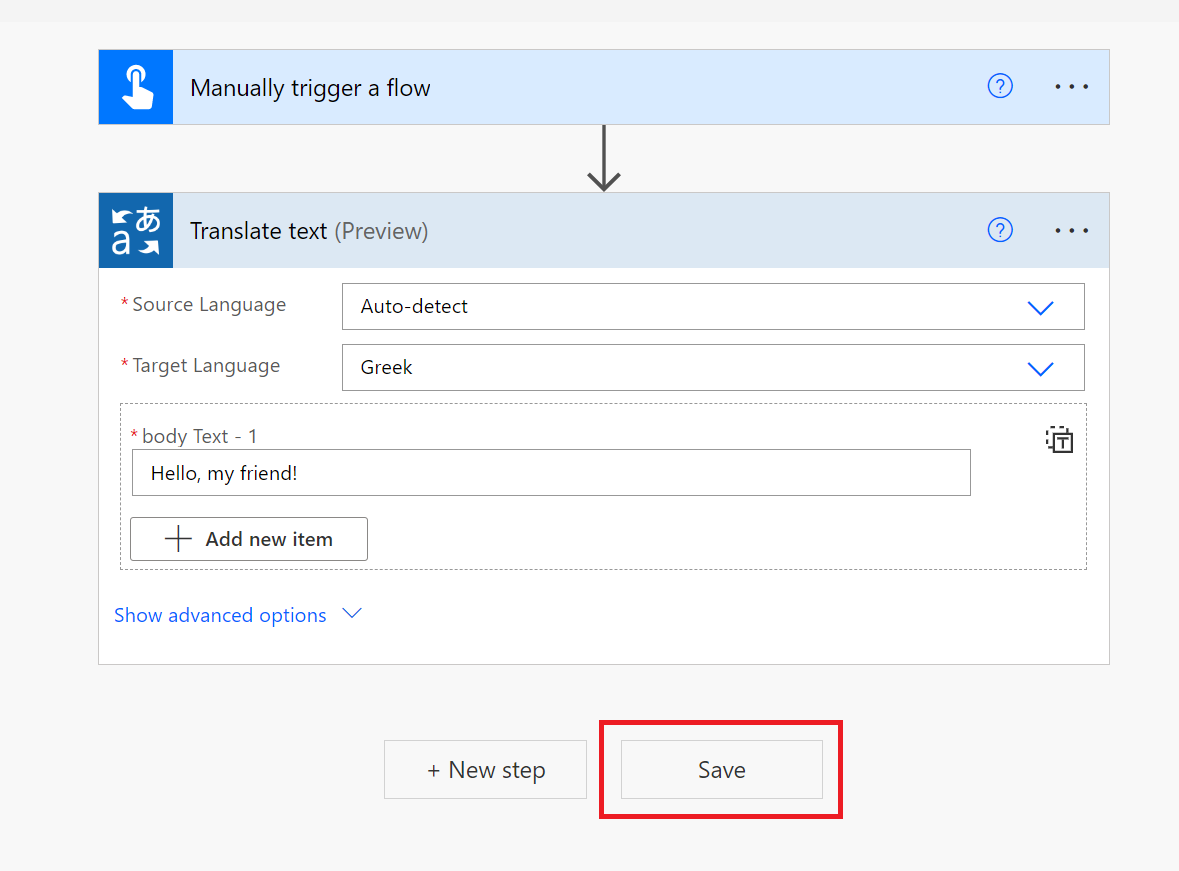 Manually trigger a flow
?
あ
a
Translate text (Preview)
?
* Source Language
Auto-detect
* Target Language
Greek
* body Text - 1
T
Hello, my friend!
Add new item
Show advanced options
+ New step
Save